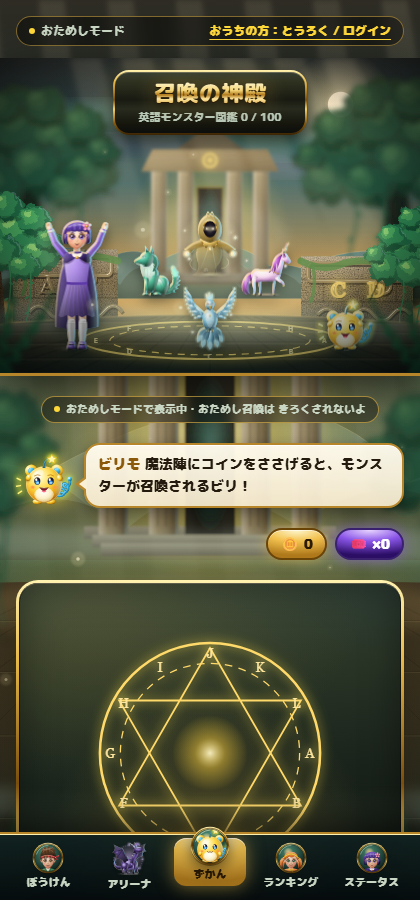 おためしモード
おうちの方：とうろく / ログイン
召喚の神殿
英語モンスター図鑑 0 / 100
A
C D
おためしモードで表示中・おためし召喚は きろくされないよ
ビリモ 魔法陣にコインをささげると、モンス
ターが召喚されるビリ！
0
×0
J
I K
H L
G A
F B
ぼうけん
アリーナ
ずかん
ランキング
ステータス